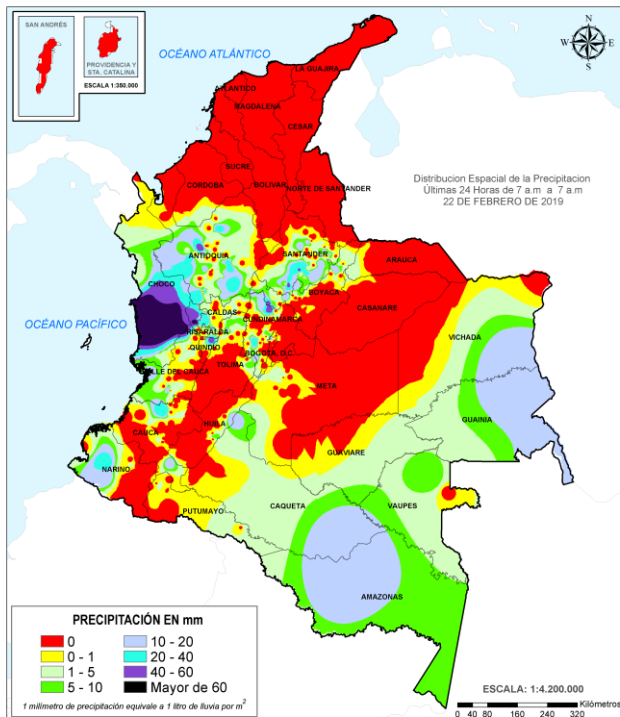 SAN ANDRÉS
PROVIDENCIA Y
STA. CATALINA
ESCALA 1:350.000
OCÉANO ATLÁNTICO
N
W
E
S
LA GUAJIRA
ATLANTICO
MAGDALENA
CESAR
SUCRE
CORDOBA
BOLIVAR
NORTE DE SANTANDER
Distribucion Espacial de la Precipitacion
Últimas 24 Horas de 7 a.m a 7 a.m
22 DE FEBRERO DE 2019
ANTIOQUIA
SANTANDER
ARAUCA
CHOCO
BOYACA
CASANARE
OCÉANO PACÍFICO
CALDAS
CUNDINAMARCA
RISARALDA
VICHADA
QUINDIO
BOGOTA, D.C.
TOLIMA
VALLE DEL CAUCA
META
GUAINIA
CAUCA
HUILA
GUAVIARE
NARIÑO
PUTUMAYO
CAQUETA
VAUPES
AMAZONAS
PRECIPITACIÓN EN mm
0
10 - 20
0 - 1
20 - 40
1 - 5
40 - 60
5 - 10
Mayor de 60
1 milímetro de precipitación equivale a 1 litro de lluvia por m²
ESCALA: 1:4.200.000
Kilómetros
0 40 80 160 240 320